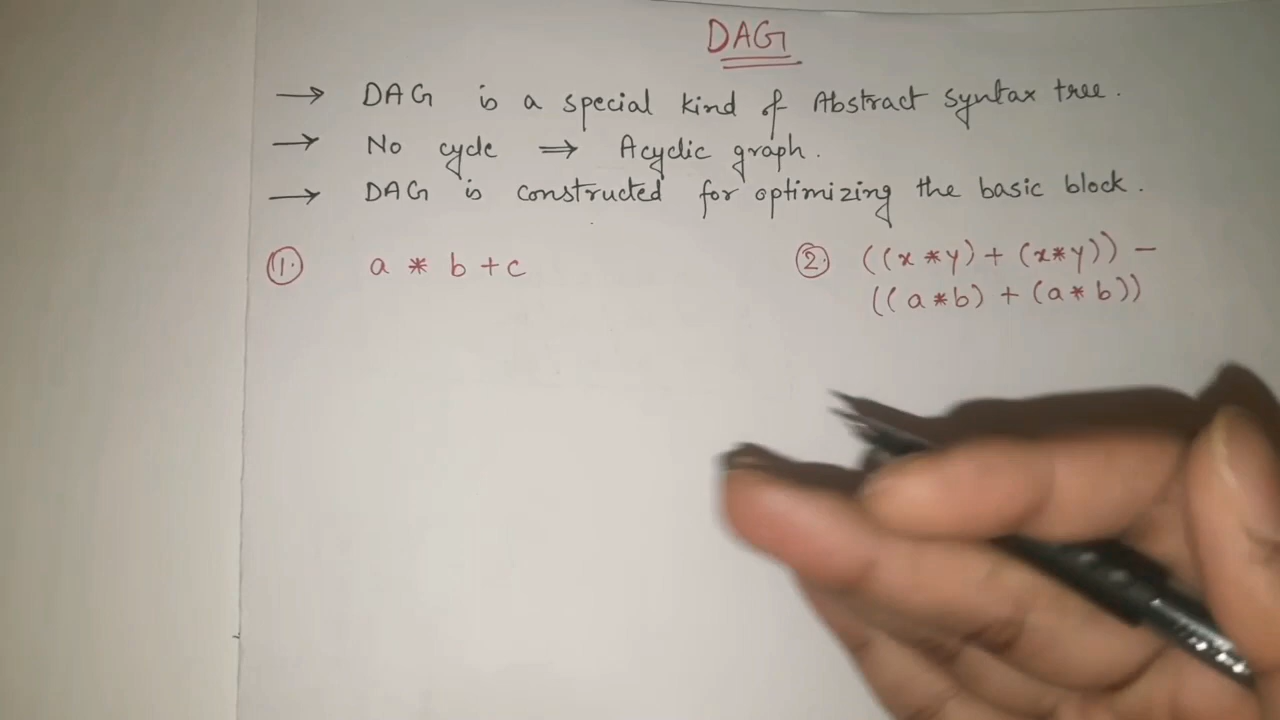 DAG
→ DAG is a special kind of Abstract syntax tree.
→ No cycle ⇒ Acyclic graph.
→ DAG is constructed for optimizing the basic block.
①. a * b + c
②. ((x * y) + (x * y)) -
((a * b) + (a * b))